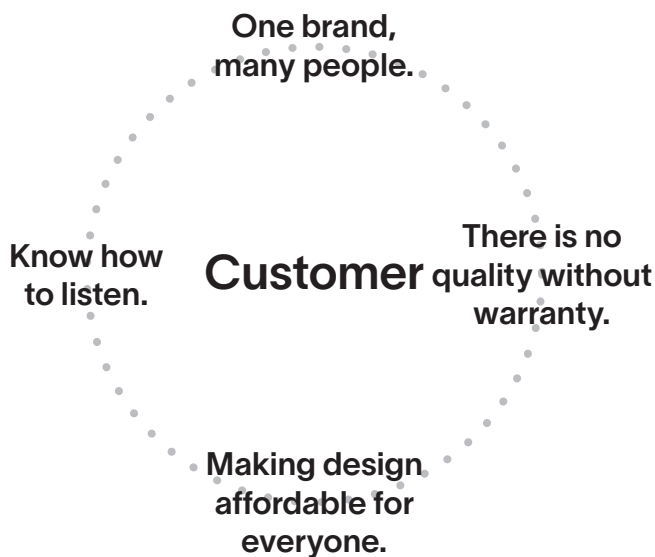 One brand,
many people.
Know how
to listen.
Customer
There is no
quality without
warranty.
Making design
affordable for
everyone.